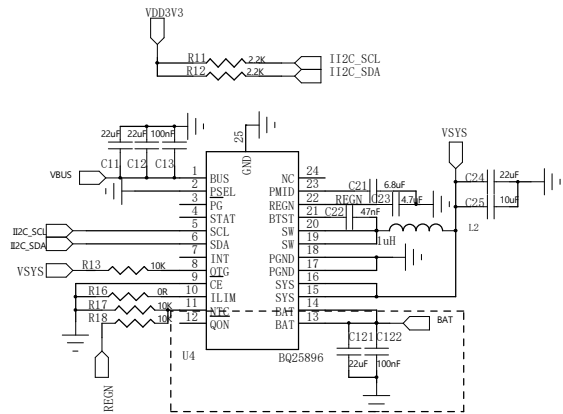 VDD3V3
R11 2.2K II2C_SCL
R12 2.2K II2C_SDA
22uF 22uF 100nF
C11 C12 C13
25
GND
VSYS
VBUS
1 BUS
2 PSEL
3 PG
4 STAT
5 SCL
6 SDA
7 INT
8 OTG
9 CE
10 ILIM
11 NTC
12 QON
NC 24
PMID 23
REGN 22
BTST 21
SW 20
SW 19
PGND 18
PGND 17
SYS 16
SYS 15
BAT 14
BAT 13
C21 6.8uF
REGN C23 4.7uF
C22 47nF
1uH L2
C24 22uF
C25 10uF
II2C_SCL
II2C_SDA
VSYS R13 10K
R16 0R
R17 10K
R18 10K
REGN
U4 BQ25896
BAT
C121 C122
22uF 100nF